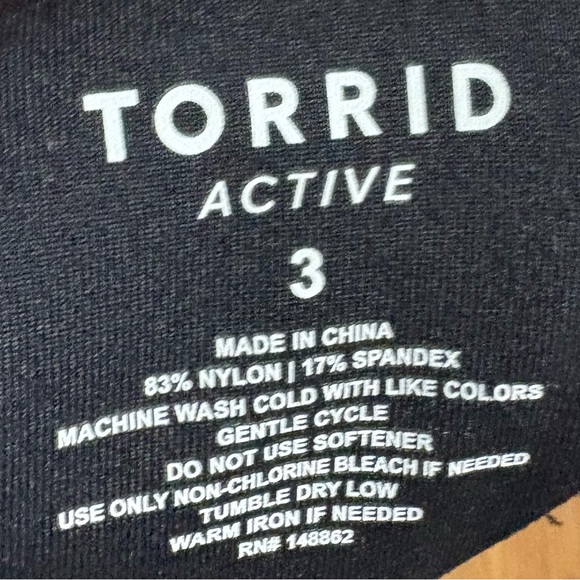 TORRID
ACTIVE
3
MADE IN CHINA
83% NYLON | 17% SPANDEX
MACHINE WASH COLD WITH LIKE COLORS
GENTLE CYCLE
DO NOT USE SOFTENER
USE ONLY NON-CHLORINE BLEACH IF NEEDED
TUMBLE DRY LOW
WARM IRON IF NEEDED
RN# 148862